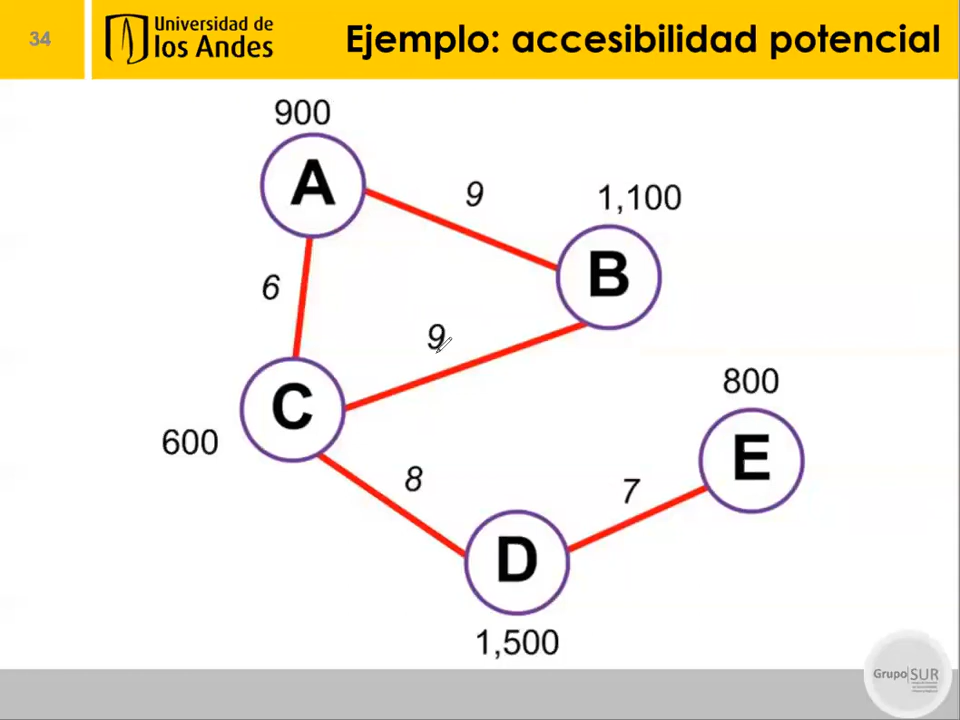 34
Universidad de
los Andes
Ejemplo: accesibilidad potencial
900
A
9
1,100
B
6
9
C
600
800
E
8
7
D
1,500
Grupo|SUR